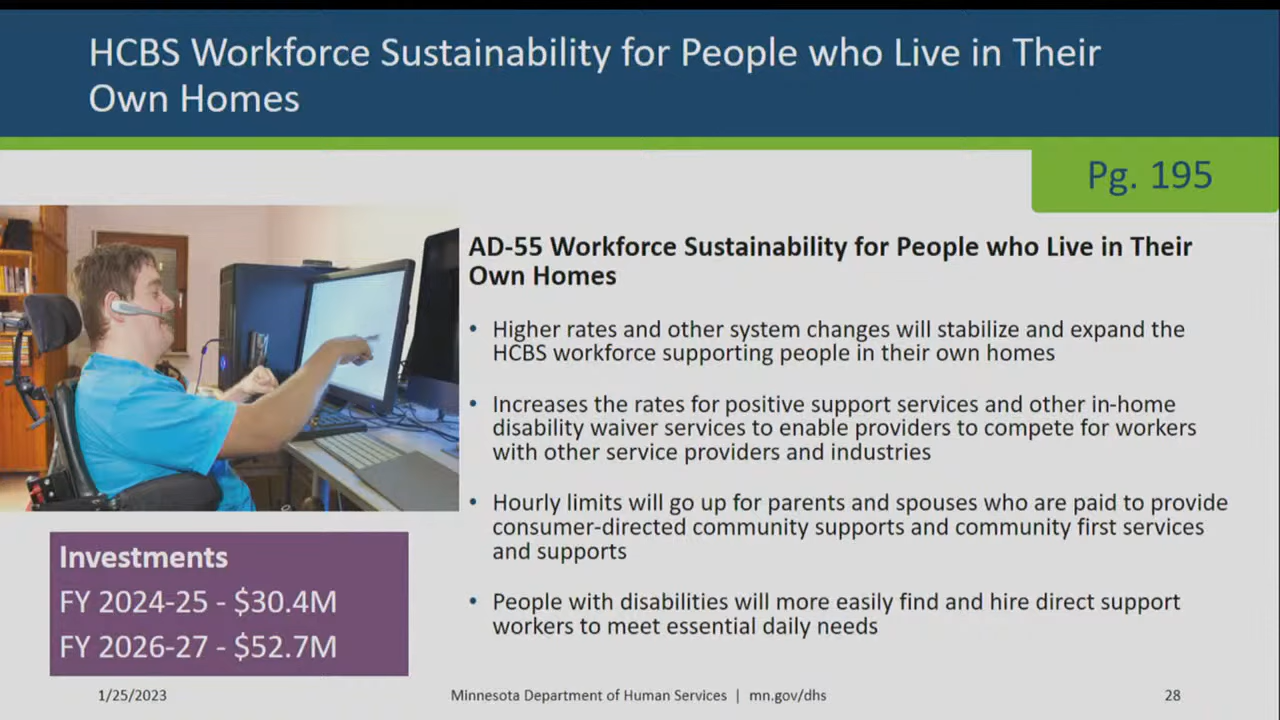 HCBS Workforce Sustainability for People who Live in Their
Own Homes
Pg. 195
AD-55 Workforce Sustainability for People who Live in Their
Own Homes
• Higher rates and other system changes will stabilize and expand the
HCBS workforce supporting people in their own homes
• Increases the rates for positive support services and other in-home
disability waiver services to enable providers to compete for workers
with other service providers and industries
• Hourly limits will go up for parents and spouses who are paid to provide
consumer-directed community supports and community first services
and supports
• People with disabilities will more easily find and hire direct support
workers to meet essential daily needs
Investments
FY 2024-25 - $30.4M
FY 2026-27 - $52.7M
1/25/2023
Minnesota Department of Human Services | mn.gov/dhs
28